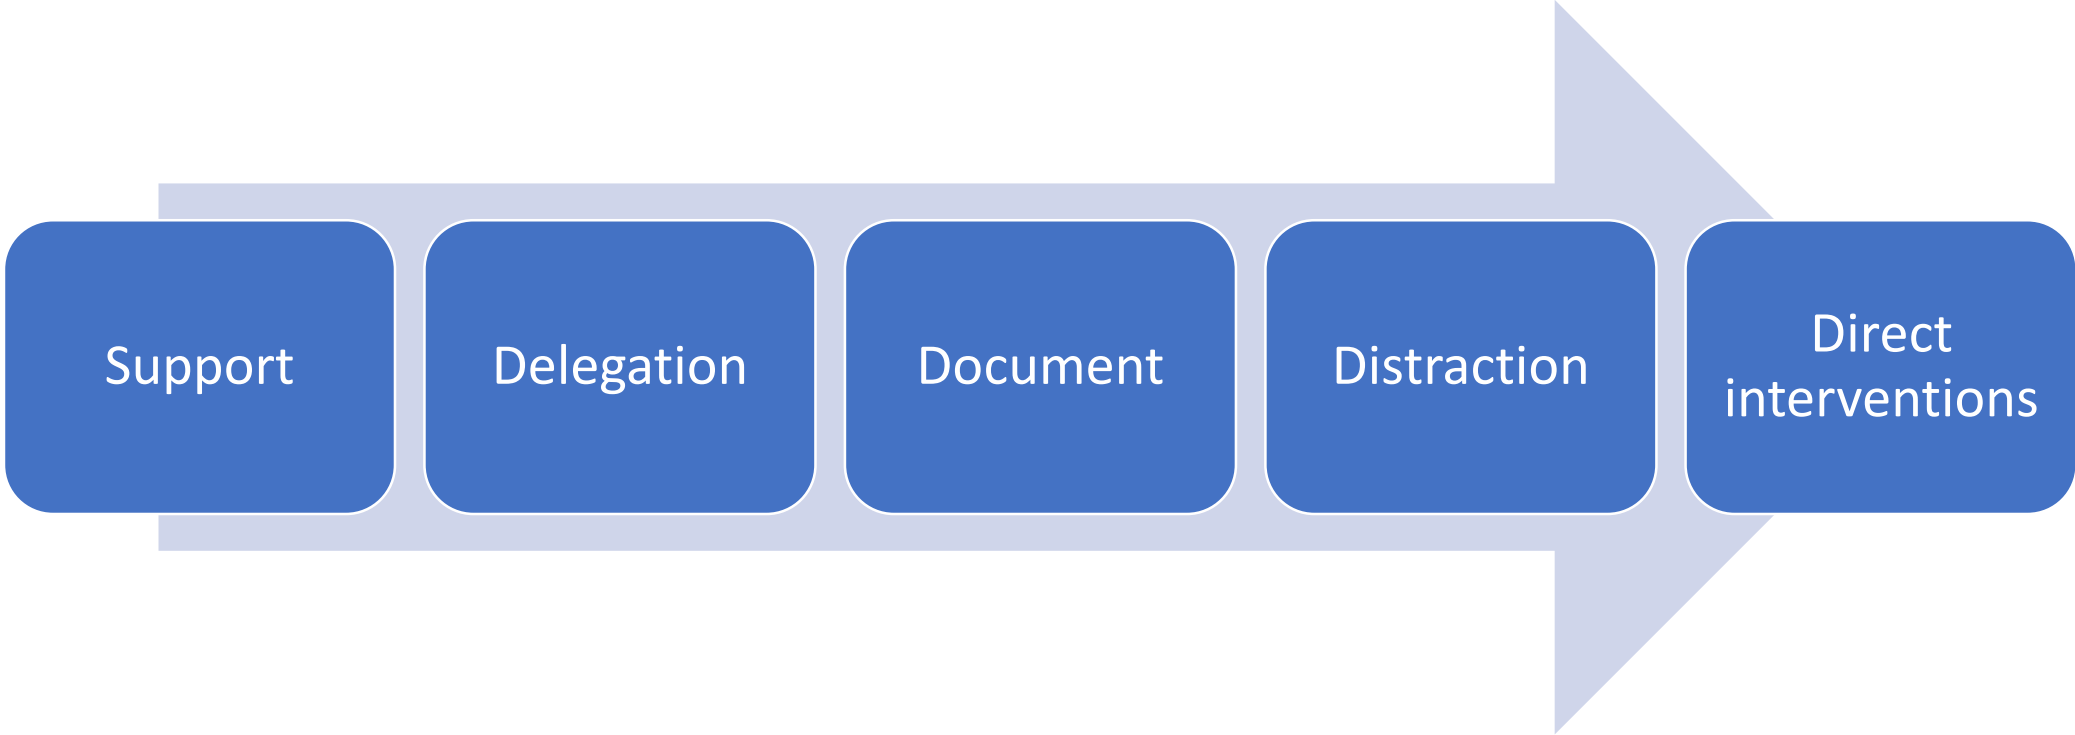 Support
Delegation
Document
Distraction
Direct
interventions